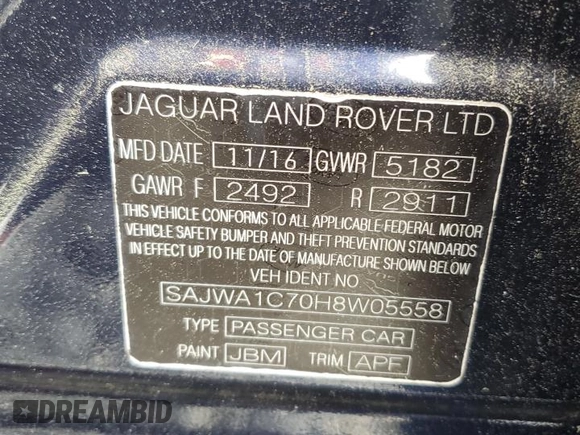 JAGUAR LAND ROVER LTD
MFD DATE 11/16 GVWR 5182
GAWR F 2492 R 2911
THIS VEHICLE CONFORMS TO ALL APPLICABLE FEDERAL MOTOR
VEHICLE SAFETY BUMPER AND THEFT PREVENTION STANDARDS
IN EFFECT UP TO THE DATE OF MANUFACTURE SHOWN BELOW
VEH IDENT NO
SAJWA1C70H8W05558
TYPE PASSENGER CAR
PAINT JBM TRIM APF
DREAMBID